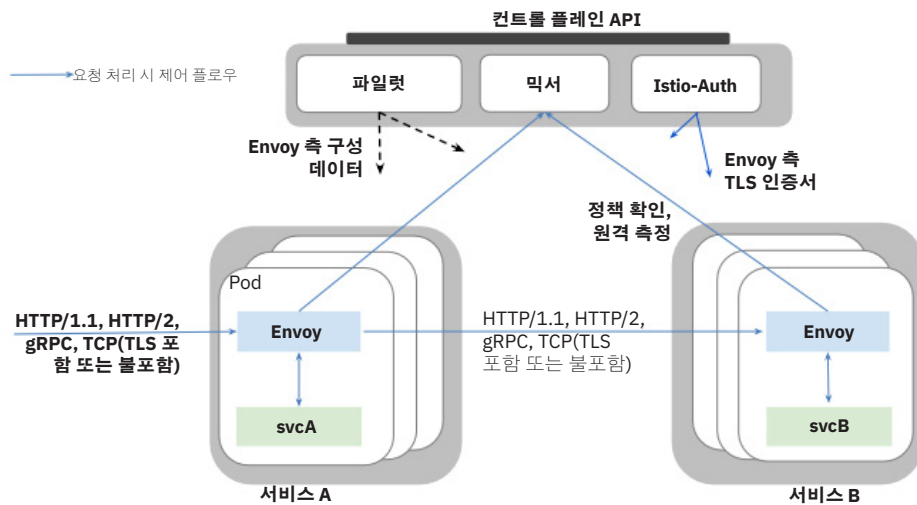 컨트롤 플레인 API
요청 처리 시 제어 플로우
파일럿
믹서
Istio-Auth
Envoy 측 구성
데이터
Envoy 측
TLS 인증서
정책 확인,
원격 측정
Pod
HTTP/1.1, HTTP/2,
gRPC, TCP(TLS 포
함 또는 불포함)
Envoy
HTTP/1.1, HTTP/2,
gRPC, TCP(TLS
포함 또는 불포함)
Envoy
svcA
svcB
서비스 A
서비스 B